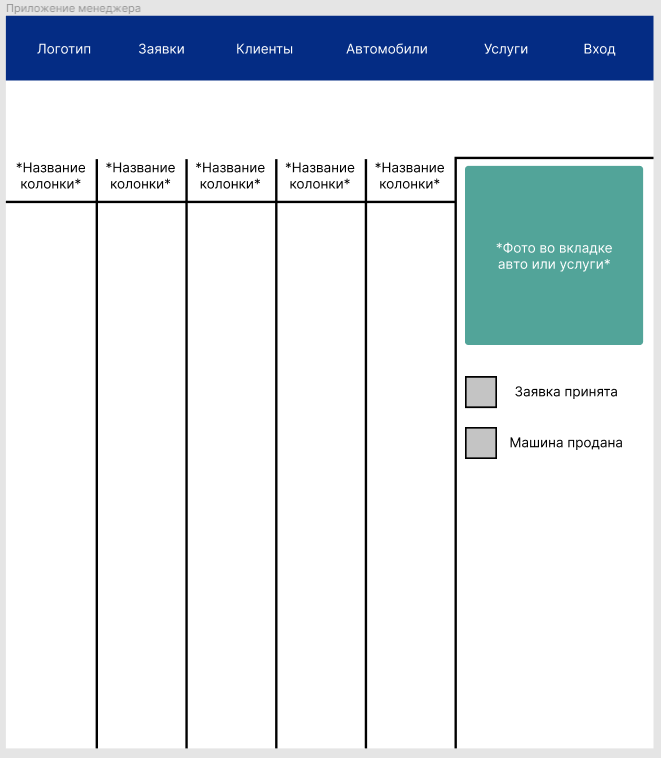 Приложение менеджера
Логотип Заявки Клиенты Автомобили Услуги Вход
*Название
колонки*
*Название
колонки*
*Название
колонки*
*Название
колонки*
*Название
колонки*
*Фото во вкладке
авто или услуги*
Заявка принята
Машина продана